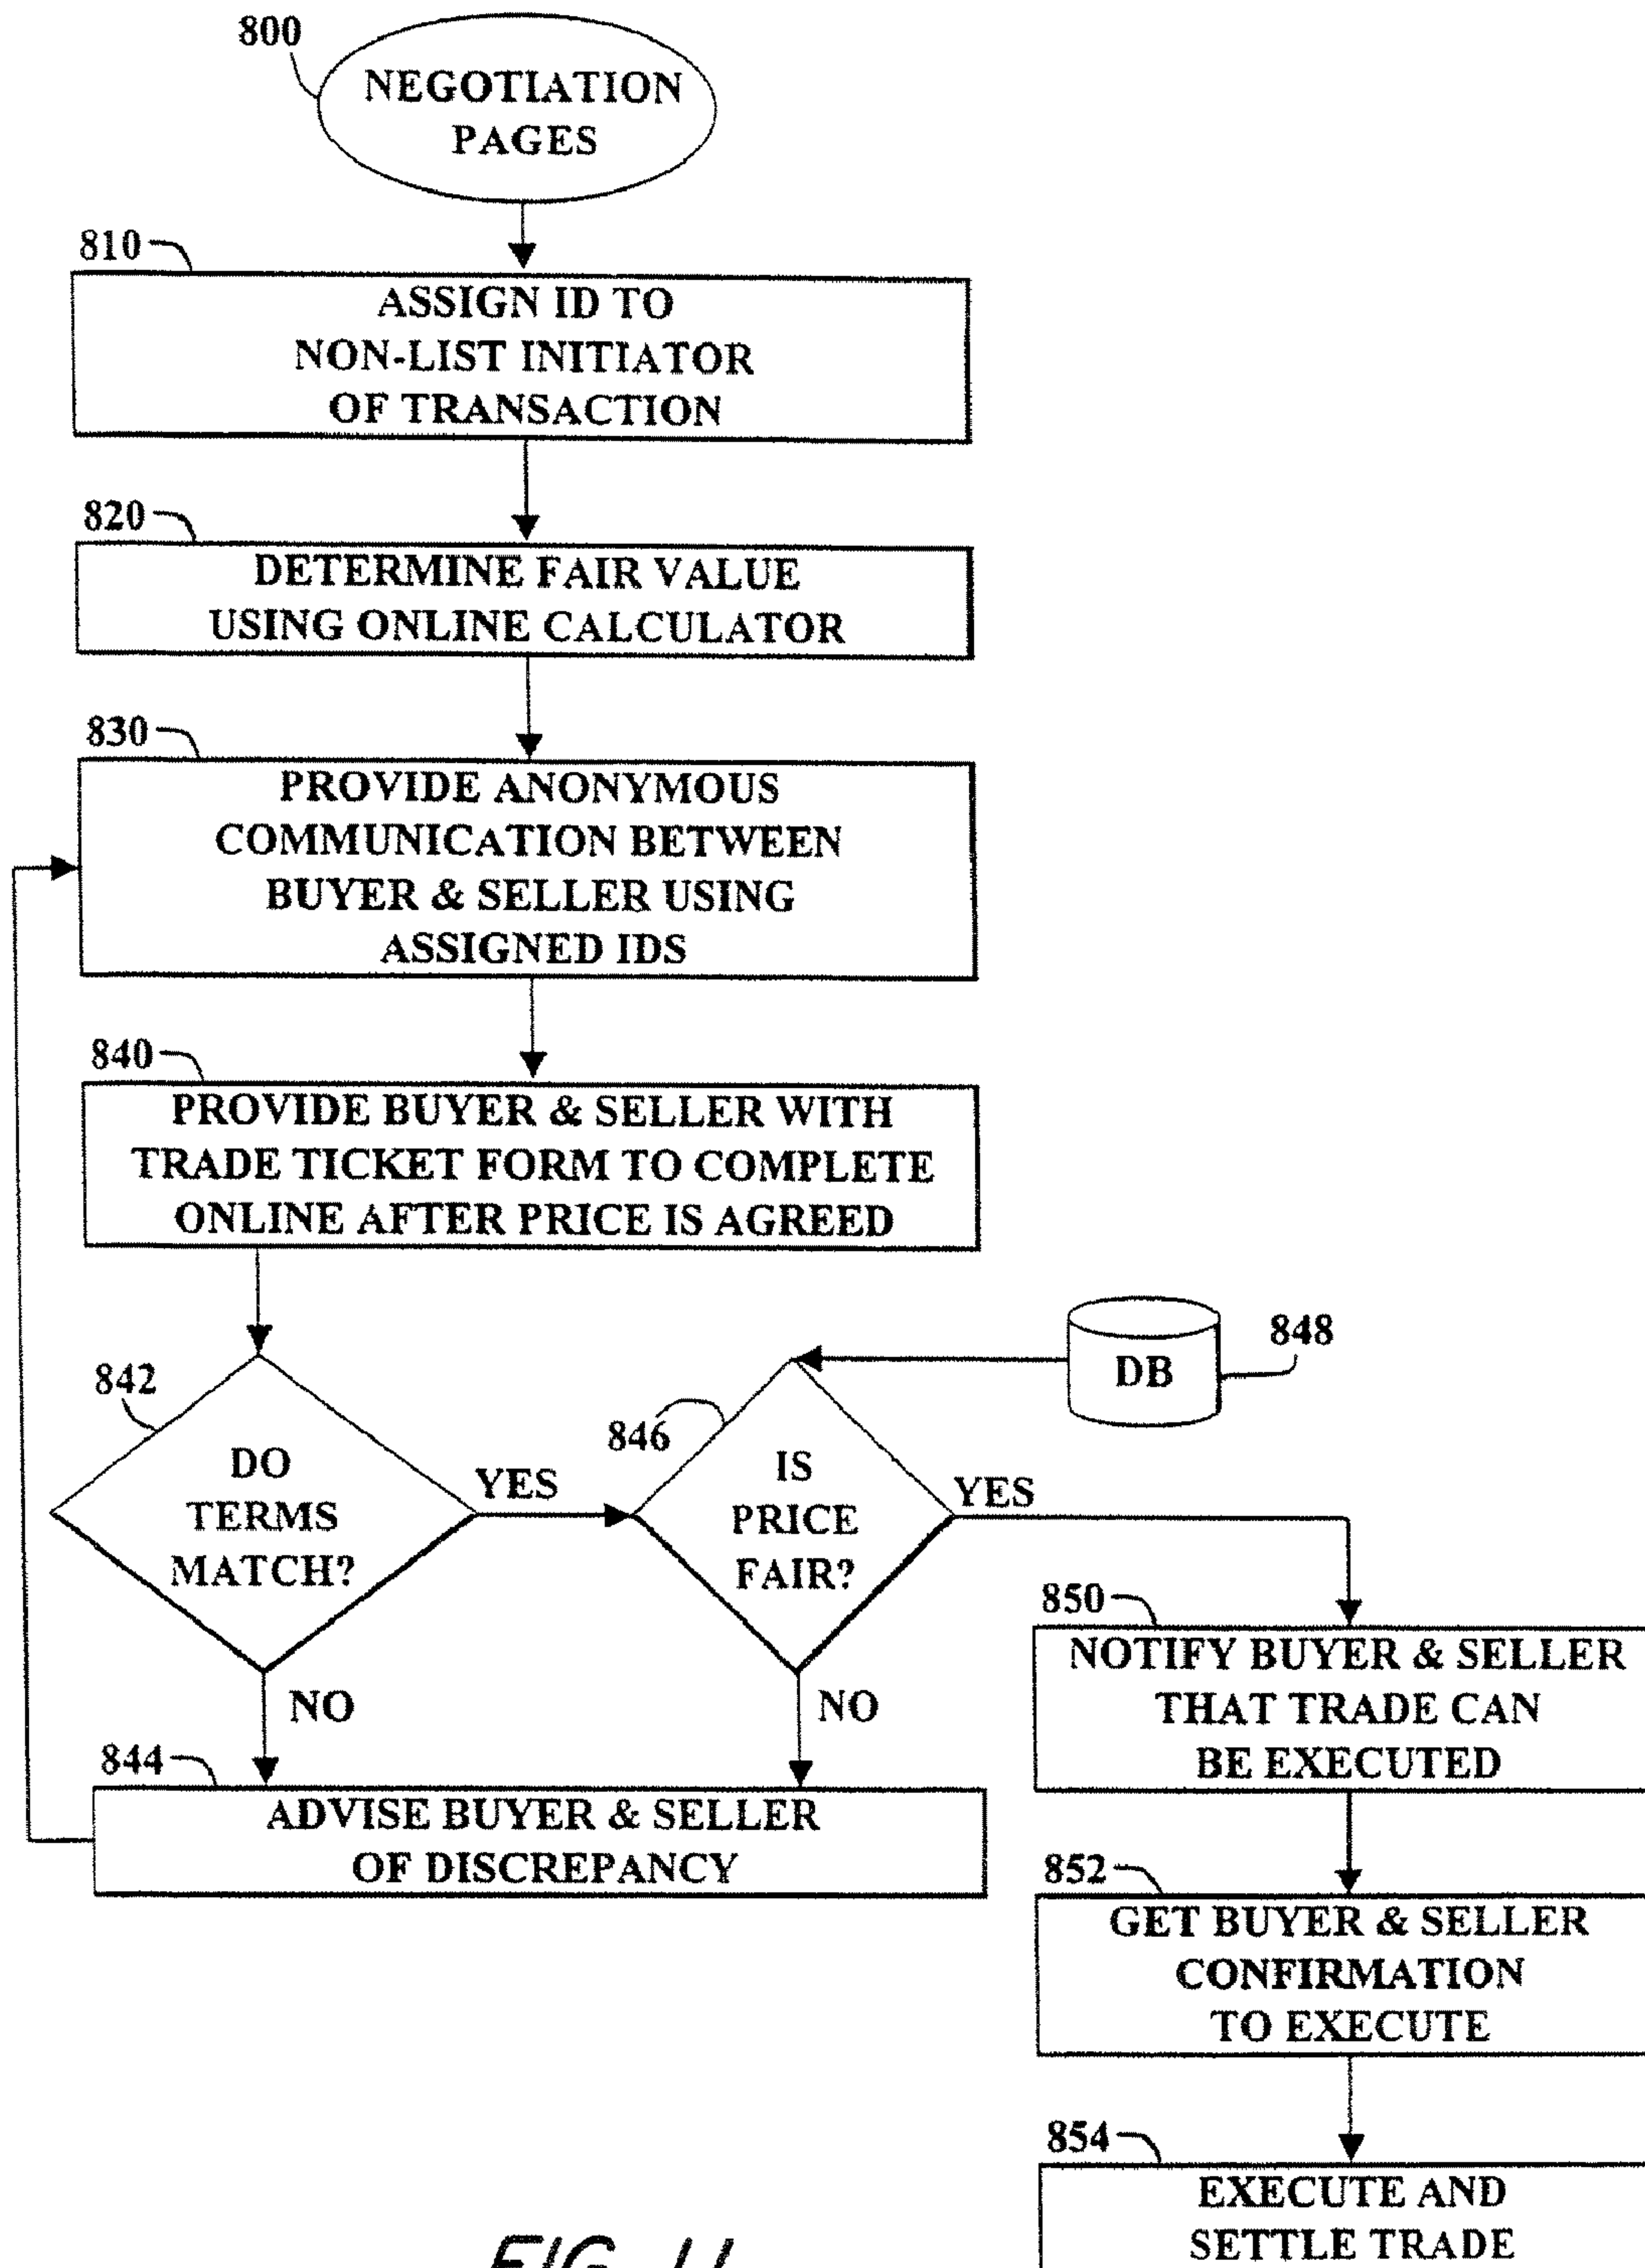 800
NEGOTIATION
PAGES
810
ASSIGN ID TO
NON-LIST INITIATOR
OF TRANSACTION
820
DETERMINE FAIR VALUE
USING ONLINE CALCULATOR
830
PROVIDE ANONYMOUS
COMMUNICATION BETWEEN
BUYER & SELLER USING
ASSIGNED IDS
840
PROVIDE BUYER & SELLER WITH
TRADE TICKET FORM TO COMPLETE
ONLINE AFTER PRICE IS AGREED
842
DO
TERMS
MATCH?
YES
NO
846
IS
PRICE
FAIR?
YES
NO
DB
848
844
ADVISE BUYER & SELLER
OF DISCREPANCY
850
NOTIFY BUYER & SELLER
THAT TRADE CAN
BE EXECUTED
852
GET BUYER & SELLER
CONFIRMATION
TO EXECUTE
854
EXECUTE AND
SETTLE TRADE
FIG. 11